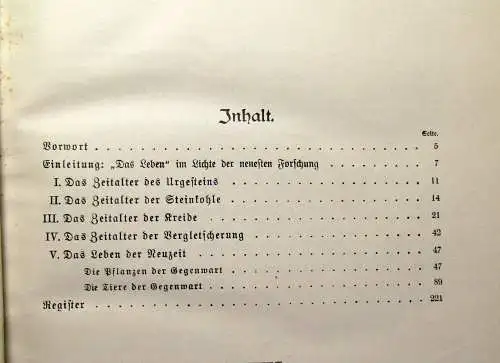 Inhalt.
Seite.
Vorwort . . . . . . . . . . . . . . . . . . . . 5
Einleitung: „Das Leben“ im Lichte der neuesten Forschung . . . . . . . . 7
I. Das Zeitalter des Urgesteins . . . . . . . . . . . . . . 11
II. Das Zeitalter der Steinkohle . . . . . . . . . . . . . . 14
III. Das Zeitalter der Kreide . . . . . . . . . . . . . . . 21
IV. Das Zeitalter der Vergletscherung . . . . . . . . . . . . 42
V. Das Leben der Neuzeit . . . . . . . . . . . . . . . 47
Die Pflanzen der Gegenwart . . . . . . . . . . . . . 47
Die Tiere der Gegenwart . . . . . . . . . . . . . . 89
Register . . . . . . . . . . . . . . . . . . . . 221